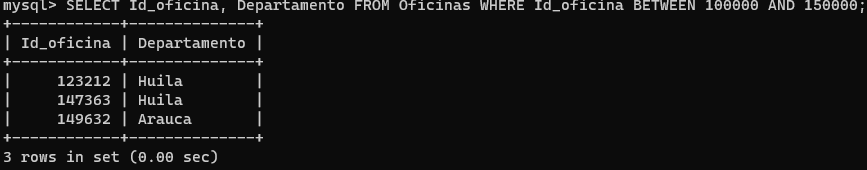 mysql> SELECT Id_oficina, Departamento FROM Oficinas WHERE Id_oficina BETWEEN 100000 AND 150000;
+------------+--------------+
| Id_oficina | Departamento |
+------------+--------------+
|     123212 | Huila        |
|     147363 | Huila        |
|     149632 | Arauca       |
+------------+--------------+
3 rows in set (0.00 sec)